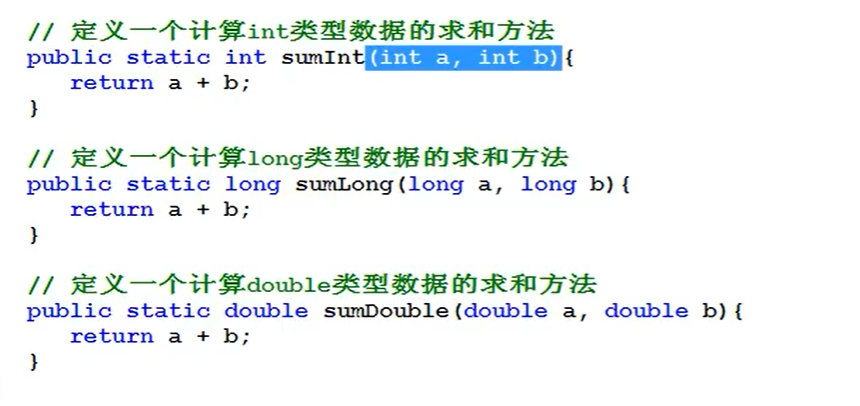 // 定义一个计算int类型数据的求和方法
public static int sumInt(int a, int b){
   return a + b;
}
// 定义一个计算long类型数据的求和方法
public static long sumLong(long a, long b){
   return a + b;
}
// 定义一个计算double类型数据的求和方法
public static double sumDouble(double a, double b){
   return a + b;
}